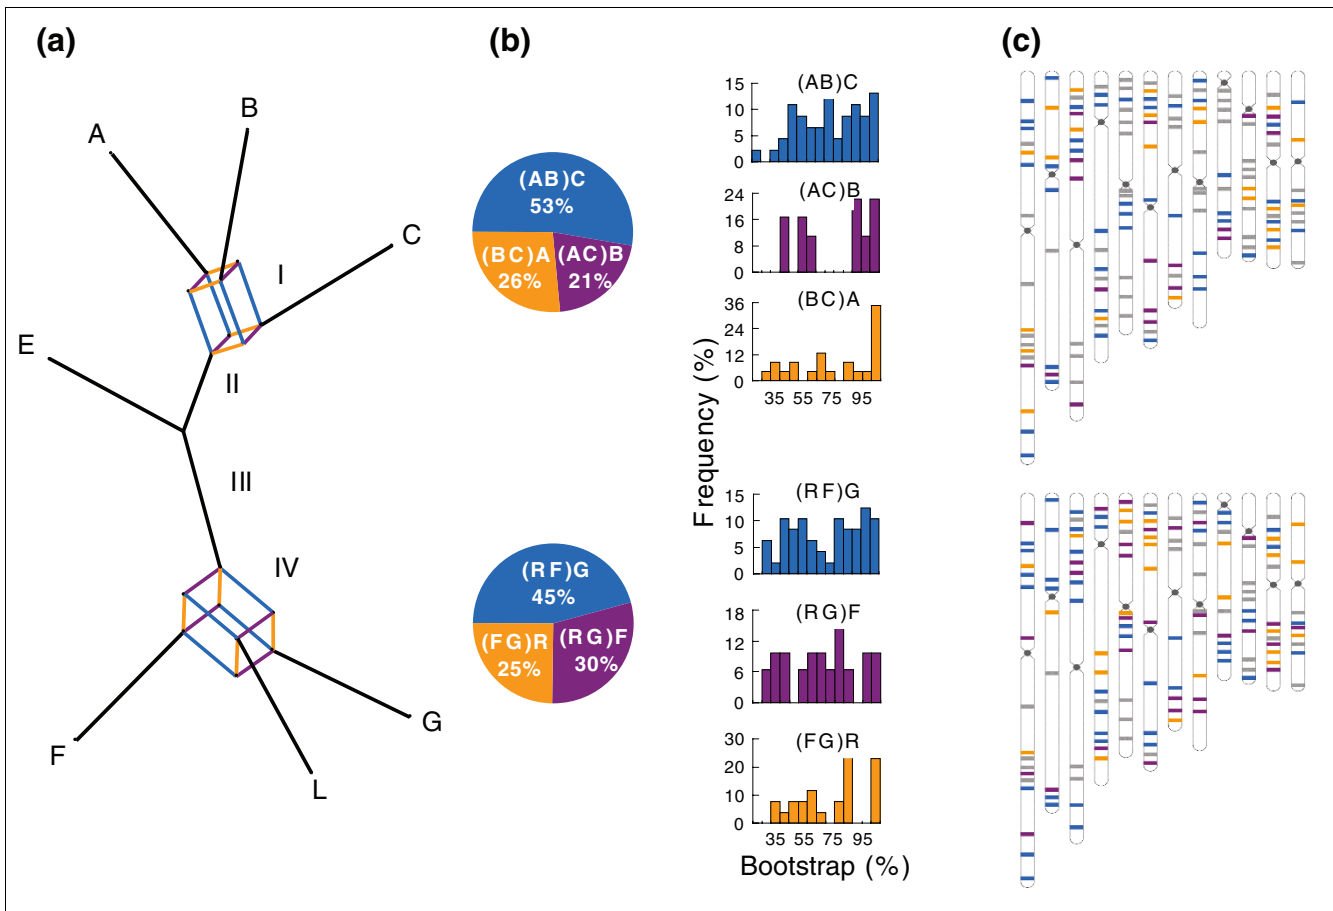 (a)
(b)
(c)
A
B
C
E
I
II
III
IV
F
L
G
(AB)C
53%
(BC)A
26%
(AC)B
21%
(RF)G
45%
(FG)R
25%
(RG)F
30%
Frequency (%)
(AB)C
15
10
5
0
(AC)B
24
16
8
0
(BC)A
36
24
12
0
35 55 75 95
(RF)G
15
10
5
0
(RG)F
18
12
6
0
(FG)R
30
20
10
0
35 55 75 95
Bootstrap (%)